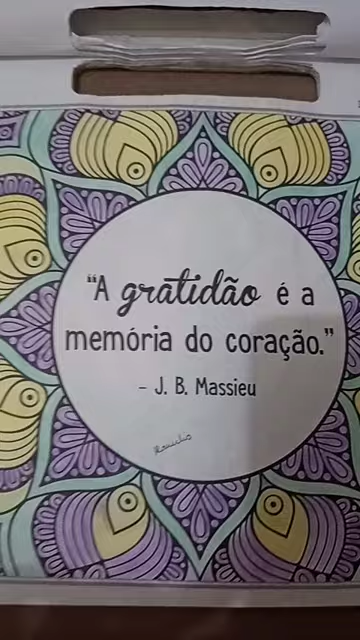 “A gratidão é a
memória do coração.”
- J. B. Massieu